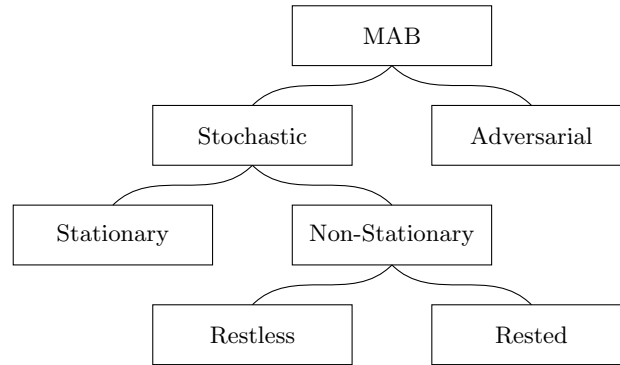 MAB
Stochastic
Adversarial
Stationary
Non-Stationary
Restless
Rested